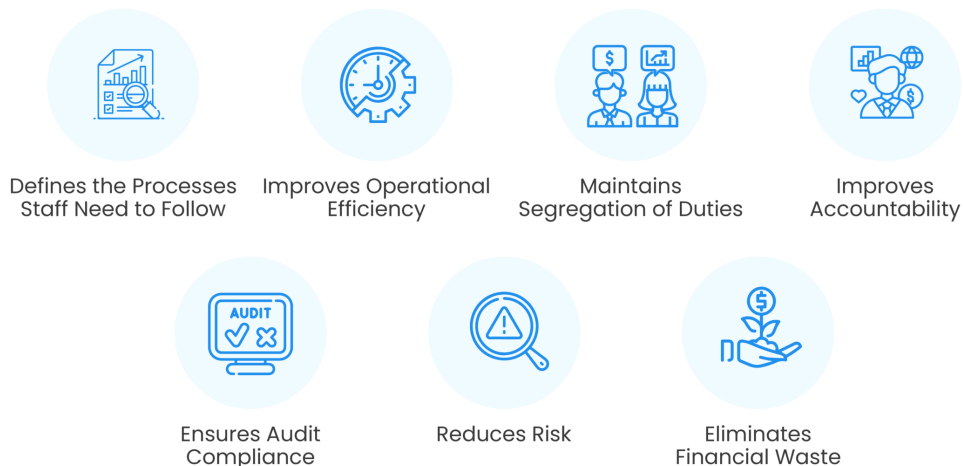 Defines the Processes
Staff Need to Follow
Improves Operational
Efficiency
$
Maintains
Segregation of Duties
$
Improves
Accountability
AUDIT
Ensures Audit
Compliance
Reduces Risk
$
Eliminates
Financial Waste